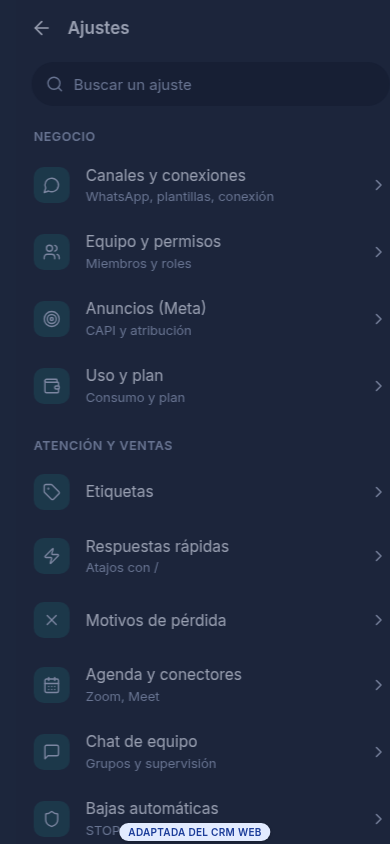 Ajustes
Buscar un ajuste
NEGOCIO
Canales y conexiones
WhatsApp, plantillas, conexión
Equipo y permisos
Miembros y roles
Anuncios (Meta)
CAPI y atribución
Uso y plan
Consumo y plan
ATENCIÓN Y VENTAS
Etiquetas
Respuestas rápidas
Atajos con /
Motivos de pérdida
Agenda y conectores
Zoom, Meet
Chat de equipo
Grupos y supervisión
Bajas automáticas
STOP
ADAPTADA DEL CRM WEB